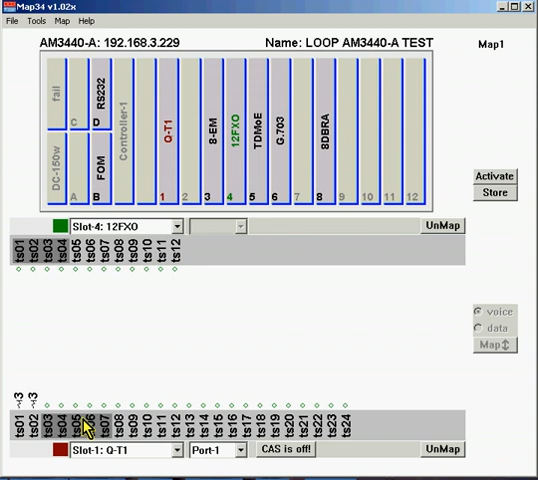 Map34 v1.02x
File Tools Map Help
AM3440-A: 192.168.3.229 Name: LOOP AM3440-A TEST Map1
fail
C
D RS232
DC-150w
A
B FOM
Controller-1
1 Q-T1
2
3 8-EM
4 12FXO
5 TDMoE
6 G.703
7
8 8DBRA
9
10
11
12
Activate
Store
Slot-4: 12FXO UnMap
ts01 ts02 ts03 ts04 ts05 ts06 ts07 ts08 ts09 ts10 ts11 ts12
voice
data
Map↕
~3 ~3
ts01 ts02 ts03 ts04 ts05 ts06 ts07 ts08 ts09 ts10 ts11 ts12 ts13 ts14 ts15 ts16 ts17 ts18 ts19 ts20 ts21 ts22 ts23 ts24
Slot-1: Q-T1 Port-1 CAS is off! UnMap